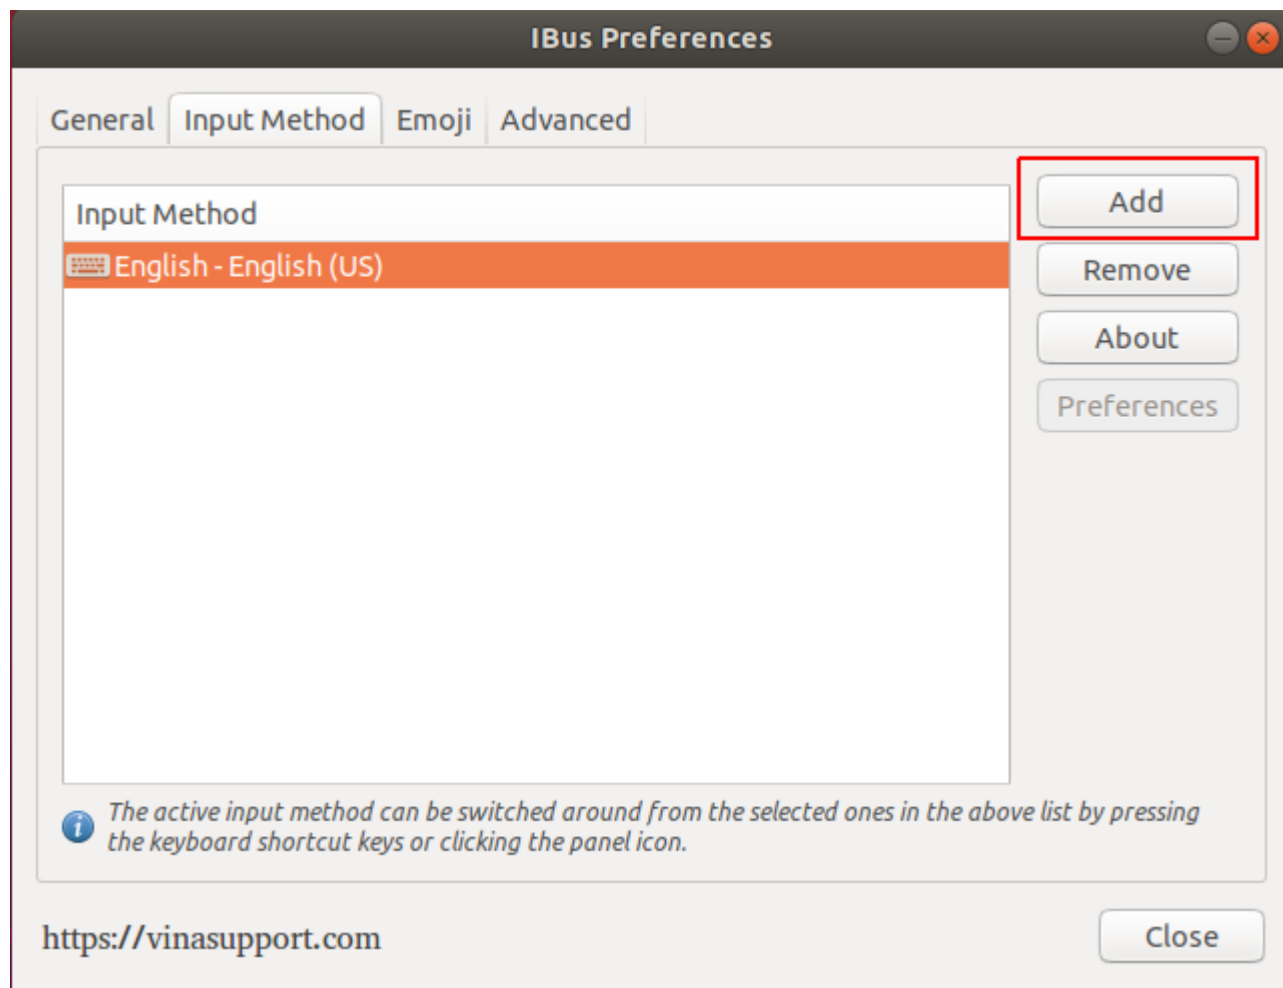 IBus Preferences
General Input Method Emoji Advanced
Input Method
English - English (US)
Add
Remove
About
Preferences
The active input method can be switched around from the selected ones in the above list by pressing
the keyboard shortcut keys or clicking the panel icon.
https://vinasupport.com
Close